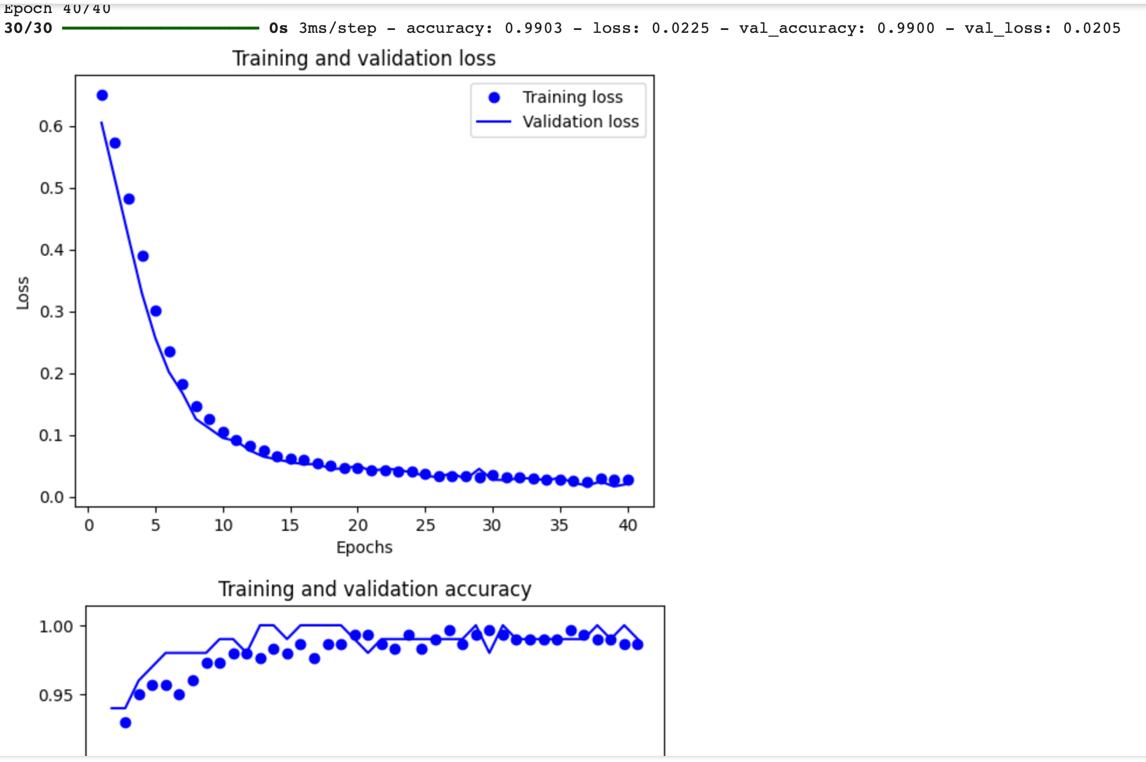 Epoch 40/40
30/30 0s 3ms/step - accuracy: 0.9903 - loss: 0.0225 - val_accuracy: 0.9900 - val_loss: 0.0205
Training and validation loss
Training loss
Validation loss
0.6
0.5
0.4
0.3
0.2
0.1
0.0
Loss
0 5 10 15 20 25 30 35 40
Epochs
Training and validation accuracy
1.00
0.95